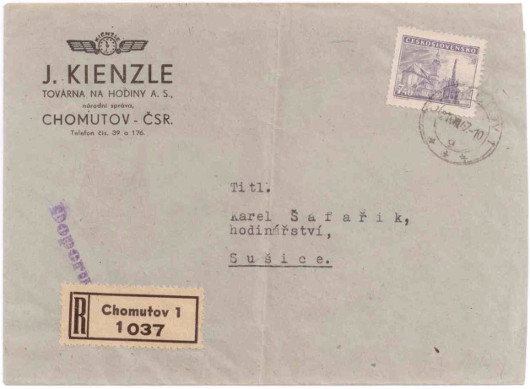 KIENZLE
J. KIENZLE
TOVÁRNA NA HODINY A. S.,
národní správa,
CHOMUTOV - ČSR.
Telefon čís. 39 a 176.
ČESKOSLOVENSKO
Titl.
Karel Šafařík,
hodinářství,
Sušice.
R
Chomutov 1
1037